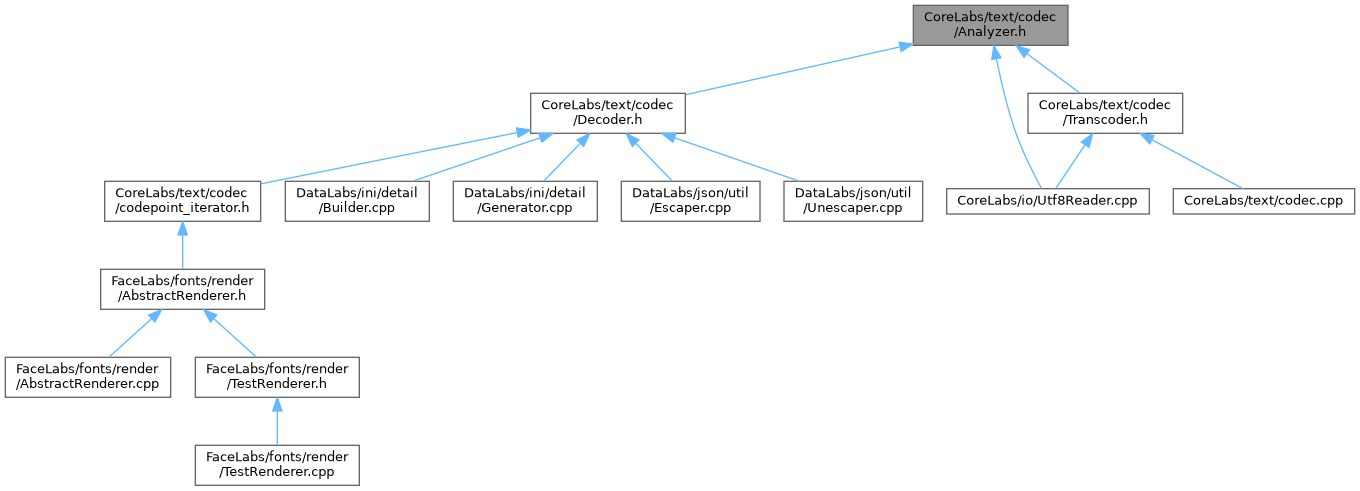 CoreLabs/text/codec
/Analyzer.h
CoreLabs/text/codec
/Decoder.h
CoreLabs/text/codec
/Transcoder.h
CoreLabs/text/codec
/codepoint_iterator.h
DataLabs/ini/detail
/Builder.cpp
DataLabs/ini/detail
/Generator.cpp
DataLabs/json/util
/Escaper.cpp
DataLabs/json/util
/Unescaper.cpp
CoreLabs/io/Utf8Reader.cpp
CoreLabs/text/codec.cpp
FaceLabs/fonts/render
/AbstractRenderer.h
FaceLabs/fonts/render
/AbstractRenderer.cpp
FaceLabs/fonts/render
/TestRenderer.h
FaceLabs/fonts/render
/TestRenderer.cpp